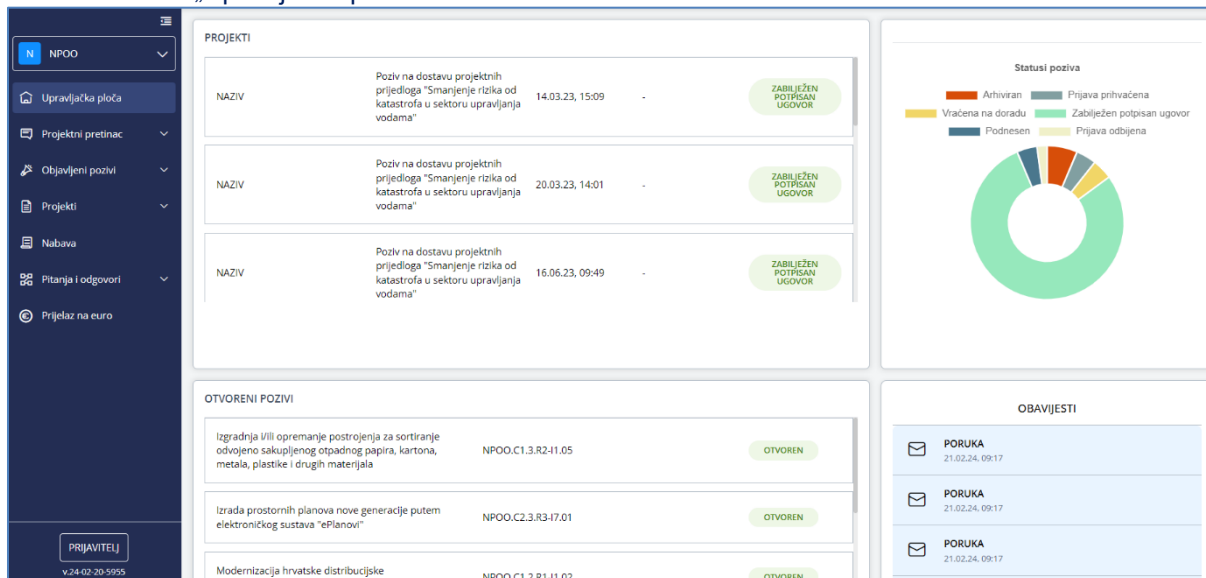 N NPOO
Upravljačka ploča
Projektni pretinac
Objavljeni pozivi
Projekti
Nabava
Pitanja i odgovori
Prijelaz na euro
PRIJAVITELJ
v.24-02-20-5955
PROJEKTI
NAZIV
Poziv na dostavu projektnih
prijedloga "Smanjenje rizika od
katastrofa u sektoru upravljanja
vodama"
14.03.23, 15:09
-
ZABILJEŽEN
POTPISAN
UGOVOR
NAZIV
Poziv na dostavu projektnih
prijedloga "Smanjenje rizika od
katastrofa u sektoru upravljanja
vodama"
20.03.23, 14:01
-
ZABILJEŽEN
POTPISAN
UGOVOR
NAZIV
Poziv na dostavu projektnih
prijedloga "Smanjenje rizika od
katastrofa u sektoru upravljanja
vodama"
16.06.23, 09:49
-
ZABILJEŽEN
POTPISAN
UGOVOR
Statusi poziva
Arhiviran Prijava prihvaćena
Vraćena na doradu Zabilježen potpisan ugovor
Podnesen Prijava odbijena
OTVORENI POZIVI
Izgradnja i/ili opremanje postrojenja za sortiranje
odvojeno sakupljenog otpadnog papira, kartona,
metala, plastike i drugih materijala
NPOO.C1.3.R2-I1.05
OTVOREN
Izrada prostornih planova nove generacije putem
elektroničkog sustava "ePlanovi"
NPOO.C2.3.R3-I7.01
OTVOREN
Modernizacija hrvatske distribucijske
NPOO.C1.2.R1-I1.02
OTVOREN
OBAVIJESTI
PORUKA
21.02.24, 09:17
PORUKA
21.02.24, 09:17
PORUKA
21.02.24, 09:17